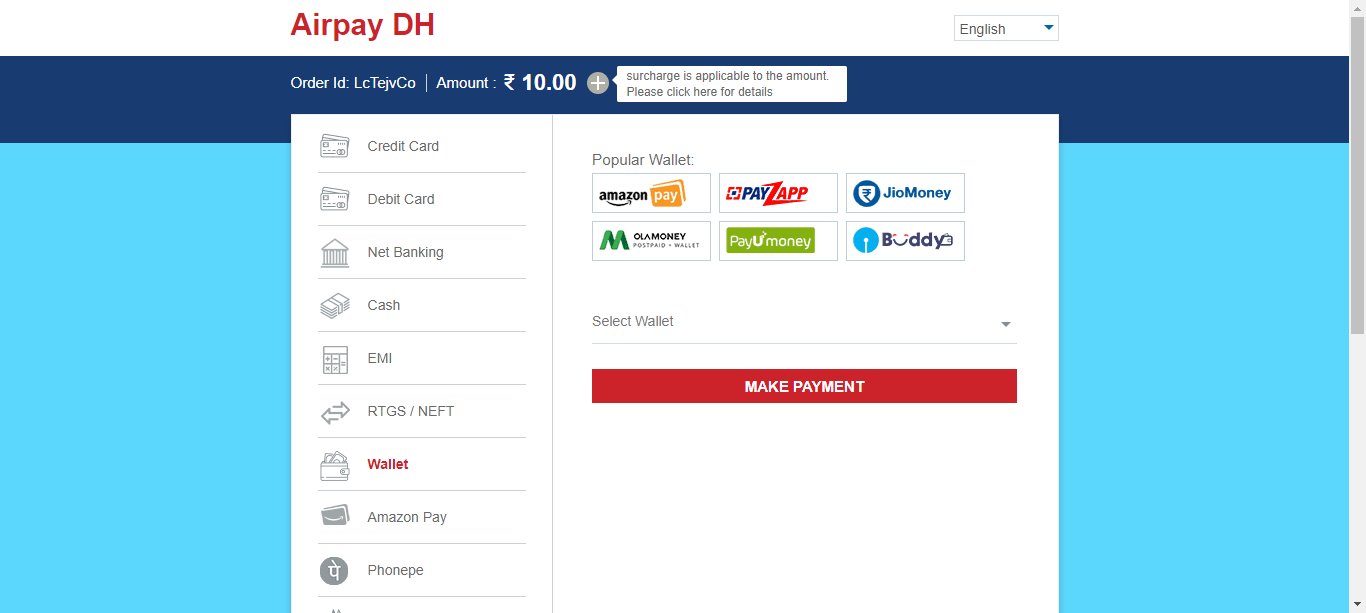 Airpay DH
English
Order Id: LcTejvCo Amount : ₹ 10.00
surcharge is applicable to the amount.
Please click here for details
Credit Card
Debit Card
Net Banking
Cash
EMI
RTGS / NEFT
Wallet
Amazon Pay
Phonepe
Popular Wallet:
amazon pay
PAYZAPP
JioMoney
OLAMONEY
POSTPAID + WALLET
PayUmoney
Buddy
Select Wallet
MAKE PAYMENT